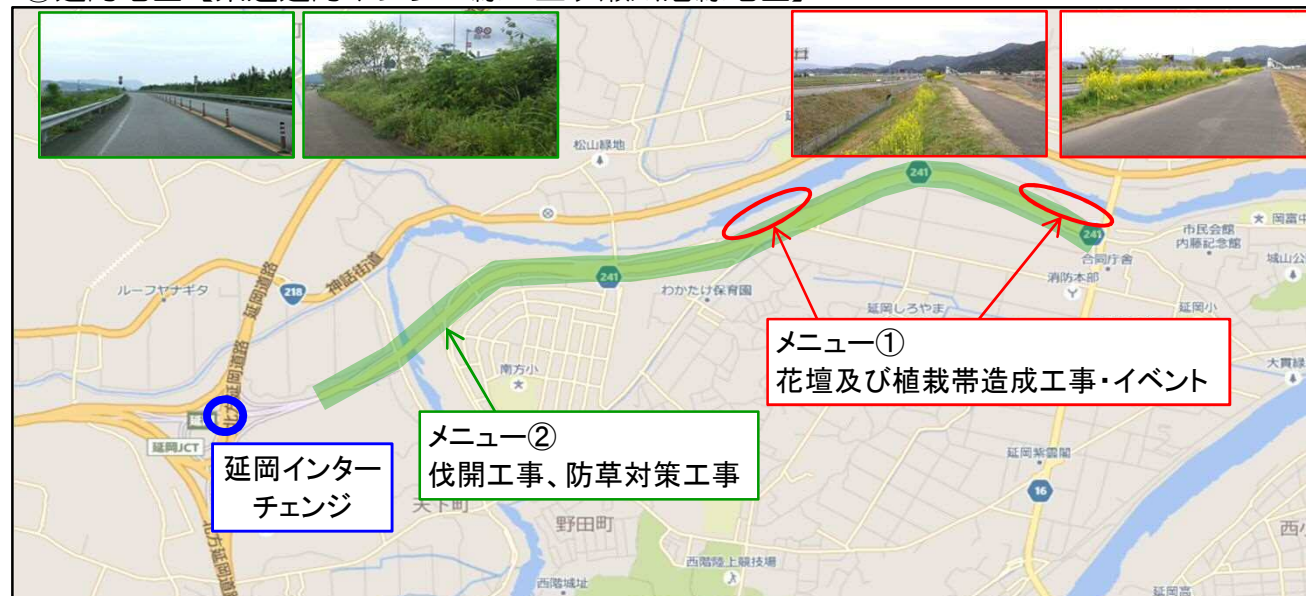 松山緑地
241
241
岡富中
市民会館
内藤記念館
合同庁舎
城山公
消防本部
241
218
神話街道
延岡道路
ルーフヤナギタ
わかたけ保育園
延岡しろやま
延岡小
メニュー①
花壇及び植栽帯造成工事・イベント
大貫緑
南方小
メニュー②
伐開工事、防草対策工事
延岡JCT
延岡インター
チェンジ
延岡紫雲閣
16
天下町
野田町
北方延岡道路
西階陸上競技場
西階城址
延岡高